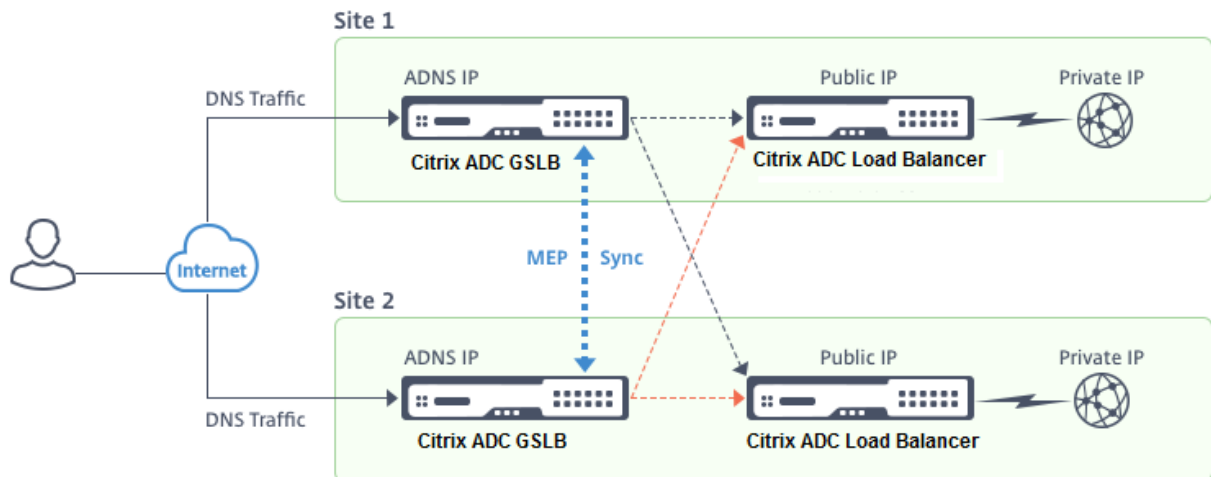 Site 1
ADNS IP
Public IP
Private IP
DNS Traffic
Citrix ADC GSLB
Citrix ADC Load Balancer
MEP
Sync
Internet
Site 2
ADNS IP
Public IP
Private IP
DNS Traffic
Citrix ADC GSLB
Citrix ADC Load Balancer